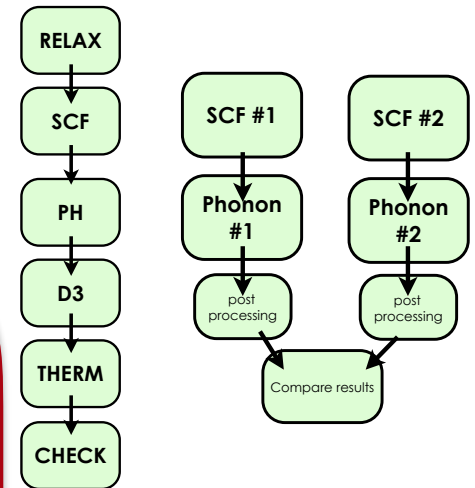 RELAX
SCF
PH
D3
THERM
CHECK
SCF #1
Phonon
#1
post
processing
SCF #2
Phonon
#2
post
processing
Compare results